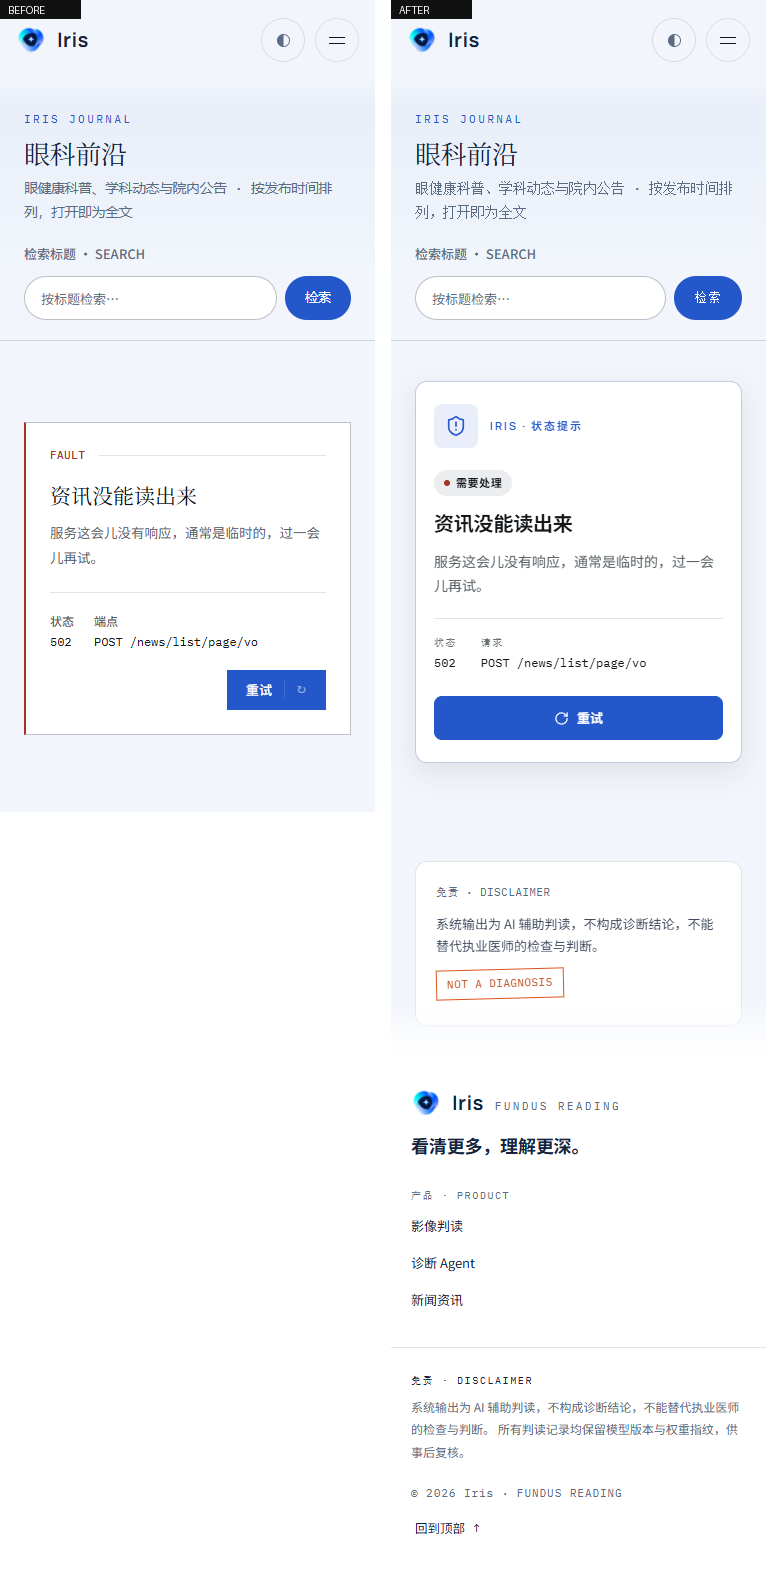 BEFORE
Iris
IRIS JOURNAL
眼科前沿
眼健康科普、学科动态与院内公告 · 按发布时间排
列，打开即为全文
检索标题 • SEARCH
按标题检索…
检索
FAULT
资讯没能读出来
服务这会儿没有响应，通常是临时的，过一会
儿再试。
状态 端点
502 POST /news/list/page/vo
重试 ↻
AFTER
Iris
IRIS JOURNAL
眼科前沿
眼健康科普、学科动态与院内公告 · 按发布时间排
列，打开即为全文
检索标题 • SEARCH
按标题检索…
检索
IRIS · 状态提示
需要处理
资讯没能读出来
服务这会儿没有响应，通常是临时的，过一会
儿再试。
状态 请求
502 POST /news/list/page/vo
重试
免责 · DISCLAIMER
系统输出为 AI 辅助判读，不构成诊断结论，不能
替代执业医师的检查与判断。
NOT A DIAGNOSIS
Iris FUNDUS READING
看清更多，理解更深。
产品 · PRODUCT
影像判读
诊断 Agent
新闻资讯
免责 · DISCLAIMER
系统输出为 AI 辅助判读，不构成诊断结论，不能替代执业医师
的检查与判断。 所有判读记录均保留模型版本与权重指纹，供
事后复核。
© 2026 Iris · FUNDUS READING
回到顶部 ↑